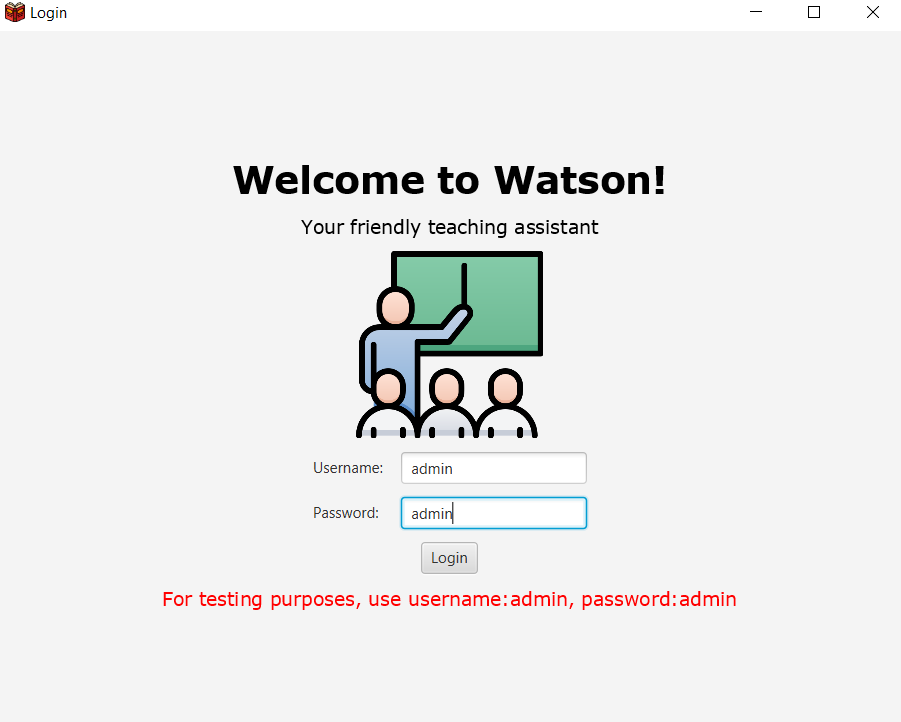 Login
Welcome to Watson!
Your friendly teaching assistant
Username: admin
Password: admin
Login
For testing purposes, use username:admin, password:admin